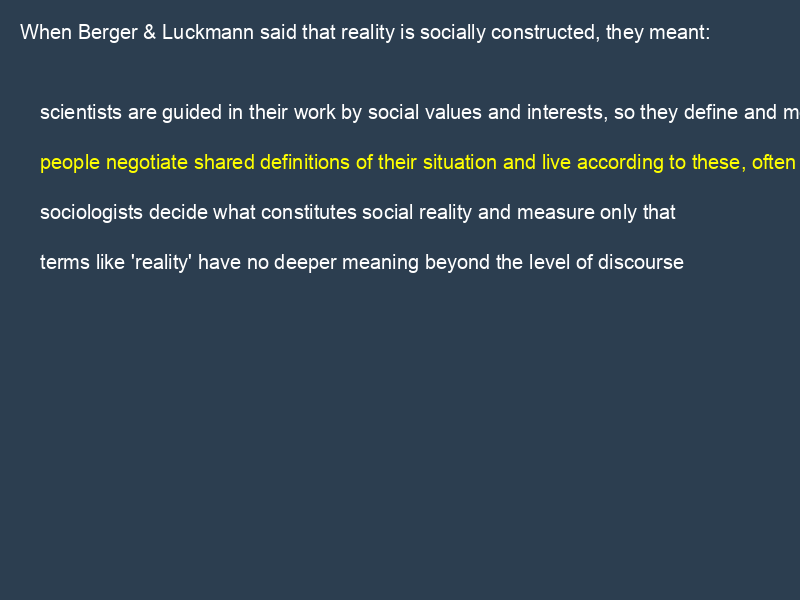 When Berger & Luckmann said that reality is socially constructed, they meant:
scientists are guided in their work by social values and interests, so they define and
people negotiate shared definitions of their situation and live according to these, often
sociologists decide what constitutes social reality and measure only that
terms like 'reality' have no deeper meaning beyond the level of discourse